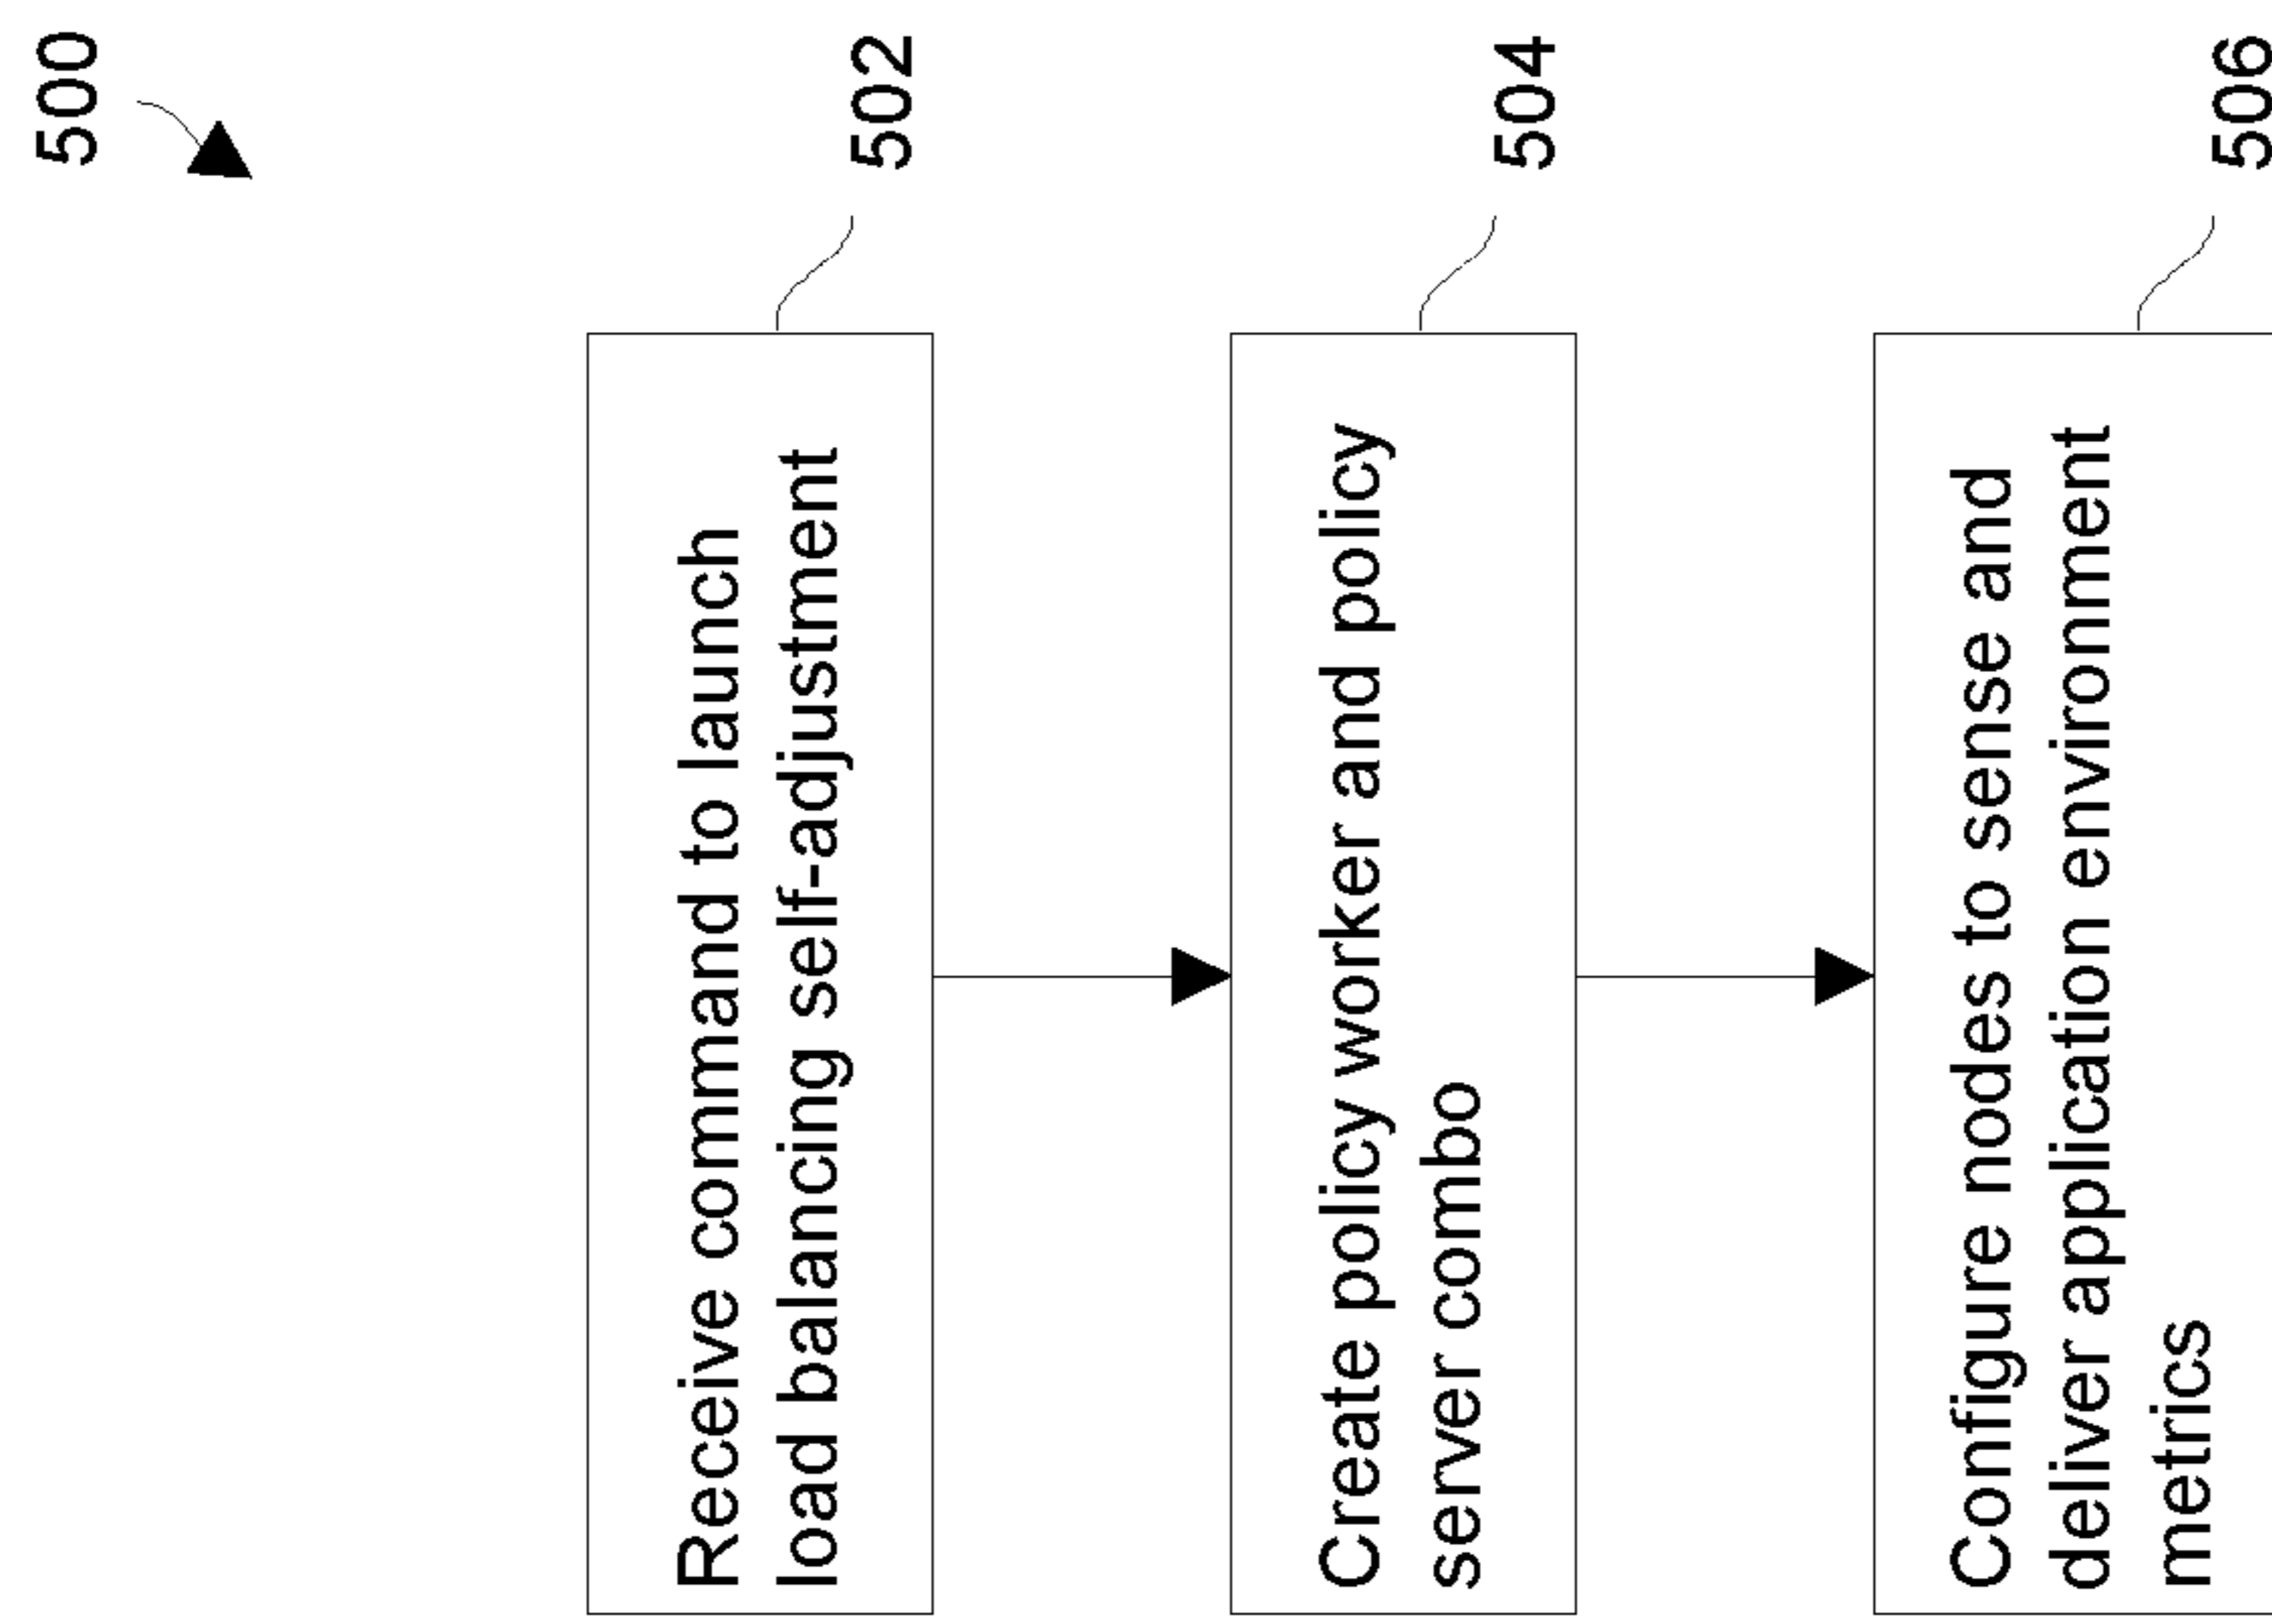 500
502
Receive command to launch
load balancing self-adjustment
504
Create policy worker and policy
server combo
506
Configure nodes to sense and
deliver application environment
metrics